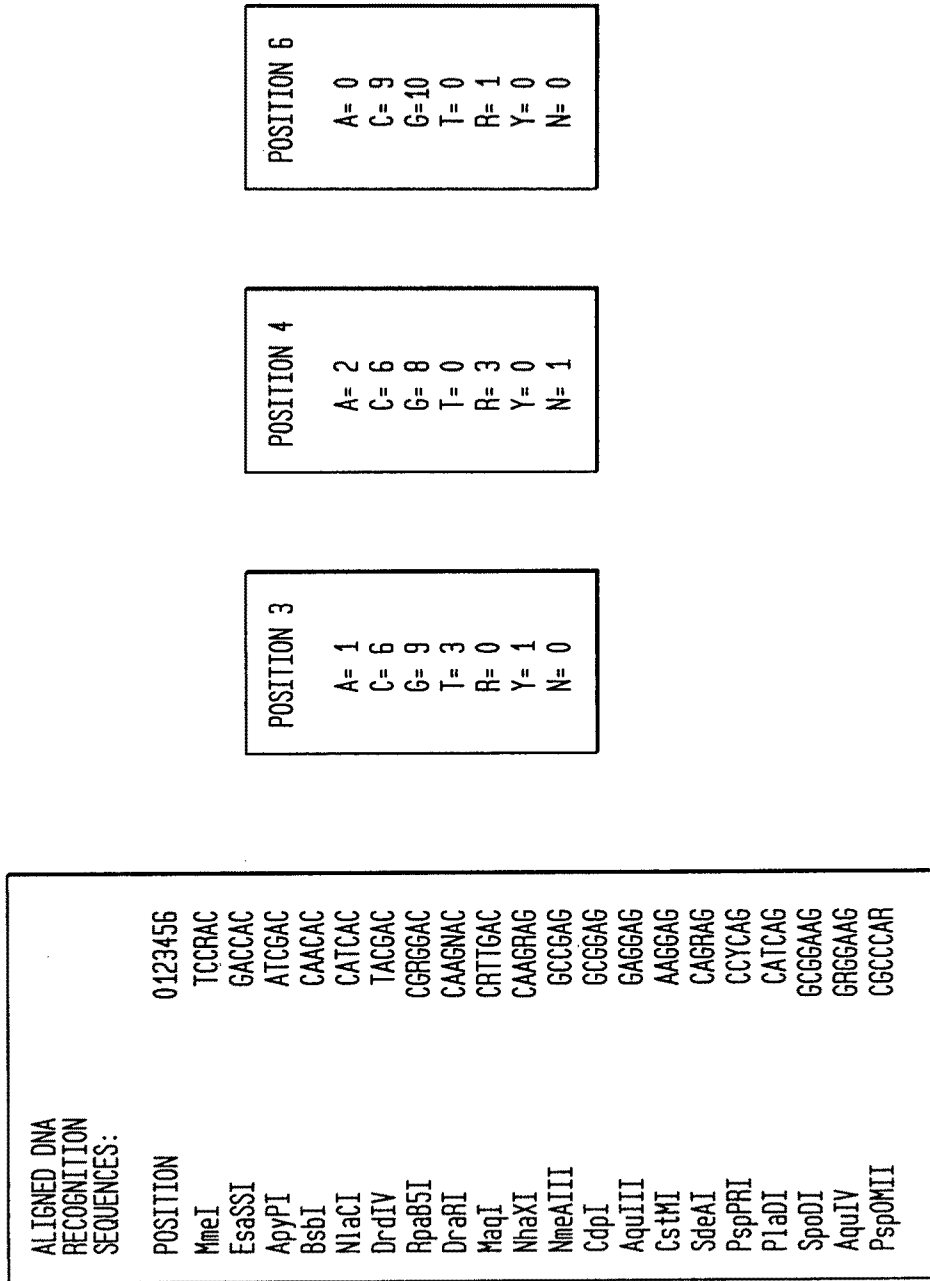 ALIGNED DNA
RECOGNITION
SEQUENCES:
POSITION 0123456
MmeI TCCRAC
EsaSSI GACCAC
ApyPI ATCGAC
BsbI CAACAC
NlaCI CATCAC
DrdIV TACGAC
RpaB5I CGRGGAC
DraRI CAAGNAC
MaqI CRTTGAC
NhaXI CAAGRAG
NmeAIII GCCGAG
CdpI GCGGAG
AquIII GAGGAG
CstMI AAGGAG
SdeAI CAGRAG
PspPRI CCYCAG
PlaDI CATCAG
SpoDI GCGGAAG
AquIV GRGGAAG
PspOMII CGCCCAR
POSITION 3
A= 1
C= 6
G= 9
T= 3
R= 0
Y= 1
N= 0
POSITION 4
A= 2
C= 6
G= 8
T= 0
R= 3
Y= 0
N= 1
POSITION 6
A= 0
C= 9
G=10
T= 0
R= 1
Y= 0
N= 0